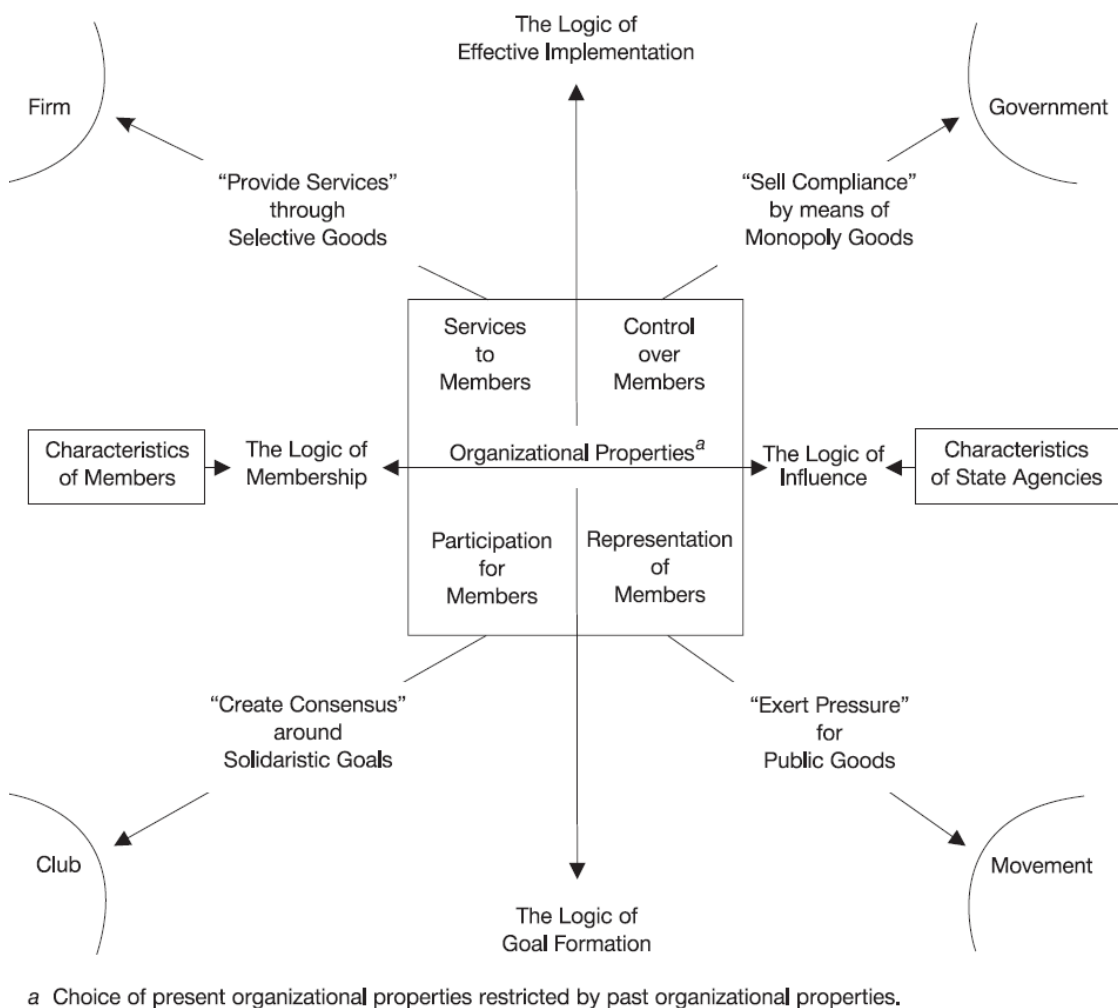 The Logic of
Effective Implementation
Firm
Government
“Provide Services”
through
Selective Goods
“Sell Compliance”
by means of
Monopoly Goods
Services
to
Members
Control
over
Members
Characteristics
of Members
The Logic of
Membership
Organizational Properties^a
The Logic of
Influence
Characteristics
of State Agencies
Participation
for
Members
Representation
of
Members
“Create Consensus”
around
Solidaristic Goals
“Exert Pressure”
for
Public Goods
Club
Movement
The Logic of
Goal Formation
a Choice of present organizational properties restricted by past organizational properties.